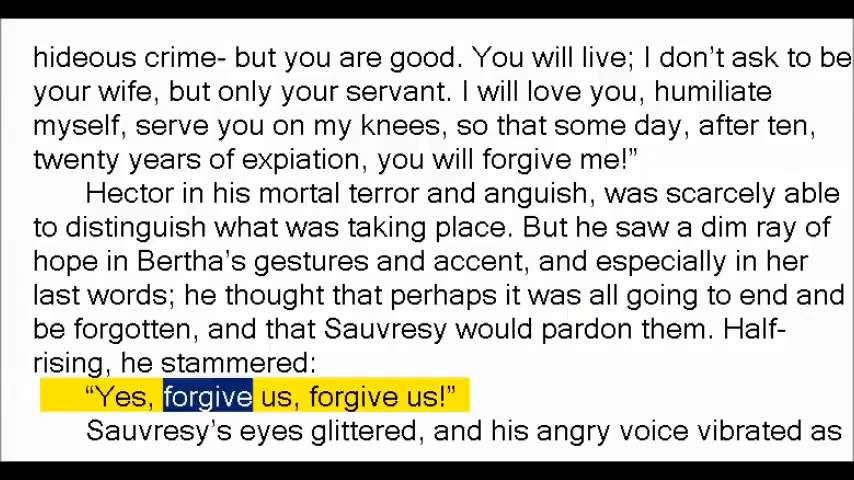 hideous crime- but you are good. You will live; I don’t ask to be
your wife, but only your servant. I will love you, humiliate
myself, serve you on my knees, so that some day, after ten,
twenty years of expiation, you will forgive me!”
Hector in his mortal terror and anguish, was scarcely able
to distinguish what was taking place. But he saw a dim ray of
hope in Bertha’s gestures and accent, and especially in her
last words; he thought that perhaps it was all going to end and
be forgotten, and that Sauvresy would pardon them. Half-
rising, he stammered:
“Yes, forgive us, forgive us!”
Sauvresy’s eyes glittered, and his angry voice vibrated as